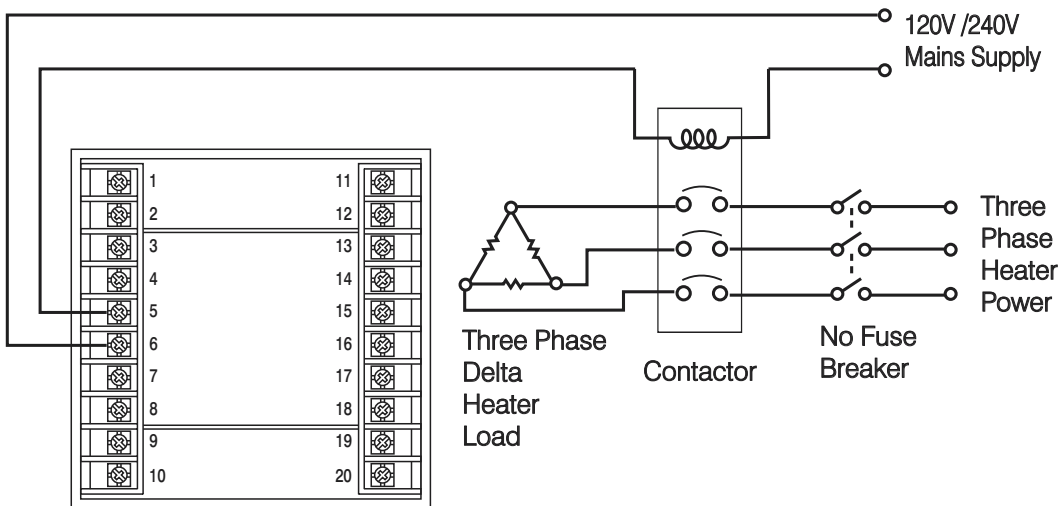 120V /240V
Mains Supply
1
2
3
4
5
6
7
8
9
10
11
12
13
14
15
16
17
18
19
20
Three Phase
Delta
Heater
Load
Contactor
No Fuse
Breaker
Three
Phase
Heater
Power